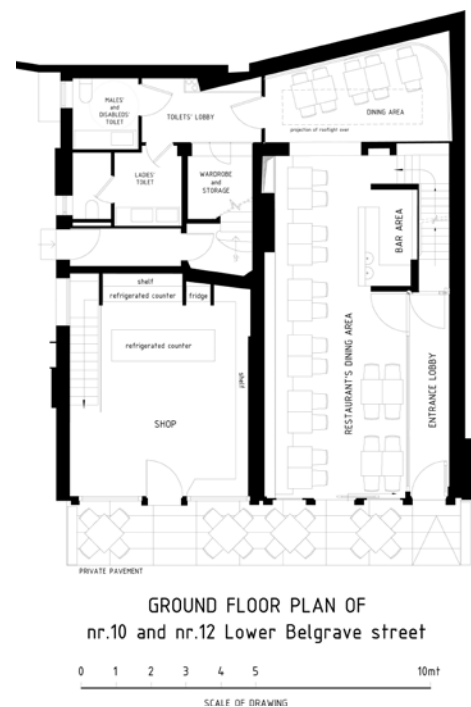 MALES'
and
DISABLEDS'
TOILET
TOILETS' LOBBY
DINING AREA
projection of rooflight over
LADIES'
TOILET
WARDROBE
and
STORAGE
BAR AREA
shelf
refrigerated counter
fridge
refrigerated counter
shelf
RESTAURANT'S DINING AREA
ENTRANCE LOBBY
SHOP
PRIVATE PAVEMENT
GROUND FLOOR PLAN OF
nr.10 and nr.12 Lower Belgrave street
0 1 2 3 4 5 10mt
SCALE OF DRAWING